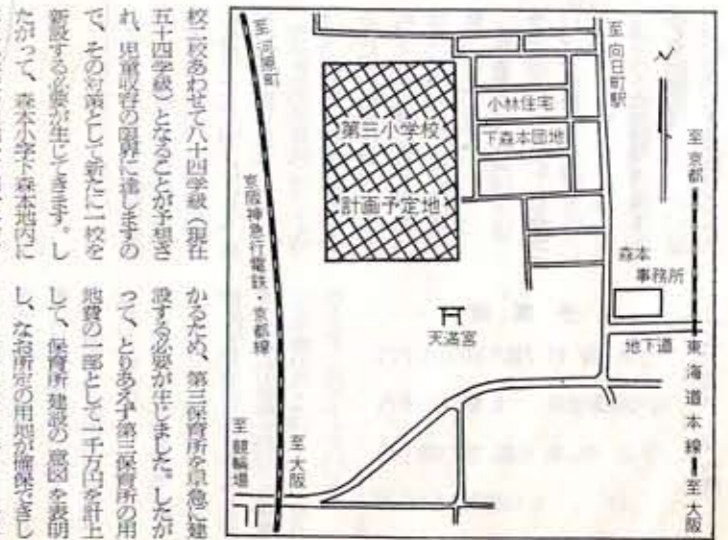 至 河原町
至 向日町駅
至 京都
小林住宅
下森本団地
第三小学校
計画予定地
京阪神急行電鉄・京都線
森本
事務所
天満宮
地下道
東海道本線
至 大阪
至 競輪場
至 大阪
校二校あわせて八十四学級（現在
五十四学級）となることが予想さ
れ、児童収容の限界に達しますの
で、その対策として新たに一校を
新設する必要が生じてきます。し
たがって、森本小字下森本地内に
かるため、第三保育所を早急に建
設する必要が生じました。したが
って、とりあえず第三保育所の用
地費の一部として一千万円を計上
して、保育所建設の意図を表明
し、なお所定の用地が確保できし